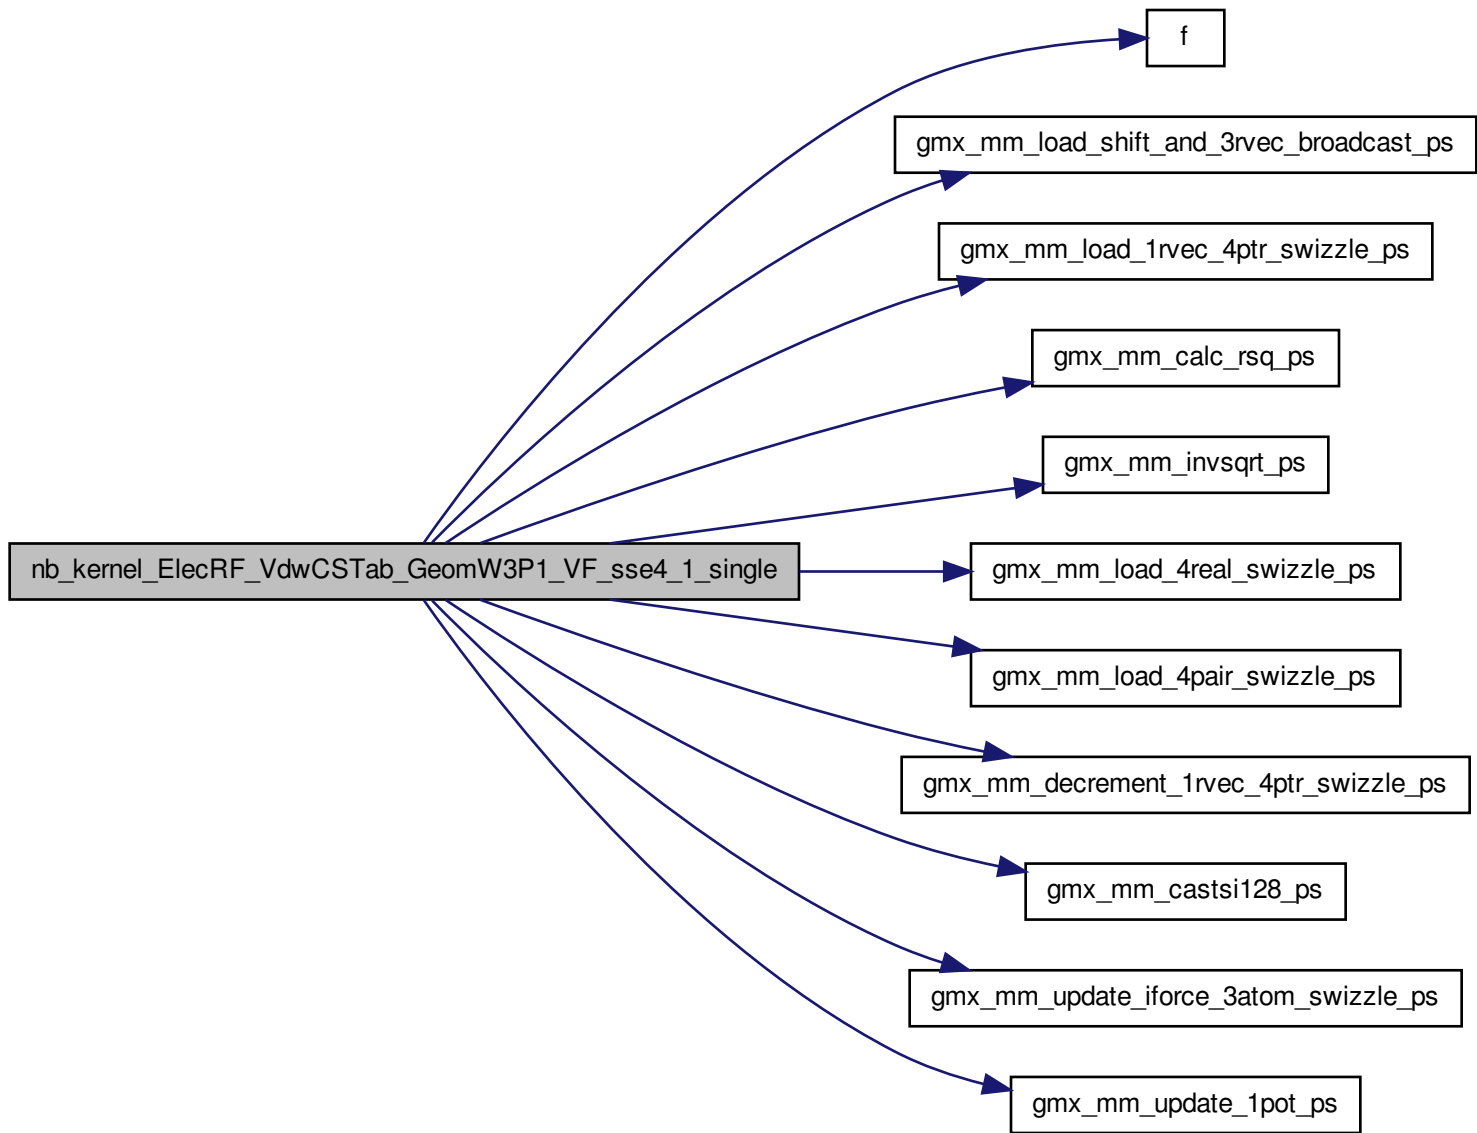 f
gmx_mm_load_shift_and_3rvec_broadcast_ps
gmx_mm_load_1rvec_4ptr_swizzle_ps
gmx_mm_calc_rsq_ps
gmx_mm_invsqrt_ps
nb_kernel_ElecRF_VdwCSTab_GeomW3P1_VF_sse4_1_single
gmx_mm_load_4real_swizzle_ps
gmx_mm_load_4pair_swizzle_ps
gmx_mm_decrement_1rvec_4ptr_swizzle_ps
gmx_mm_castsi128_ps
gmx_mm_update_iforce_3atom_swizzle_ps
gmx_mm_update_1pot_ps